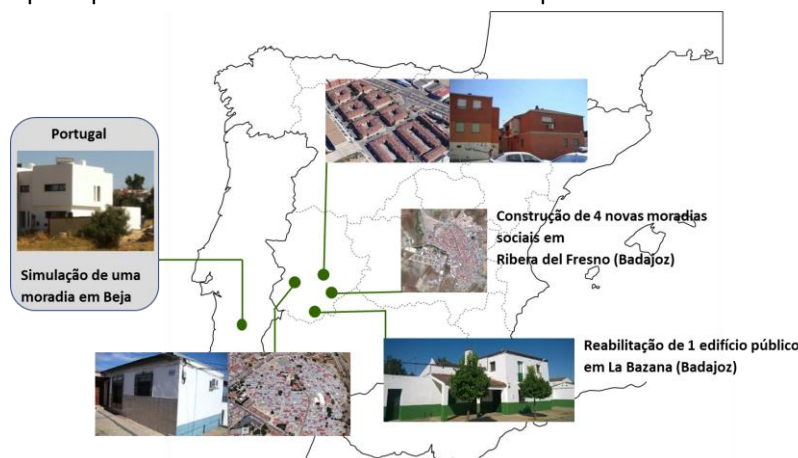 Portugal
Simulação de uma
moradia em Beja
Construção de 4 novas moradias
sociais em
Ribera del Fresno (Badajoz)
Reabilitação de 1 edifício público
em La Bazana (Badajoz)